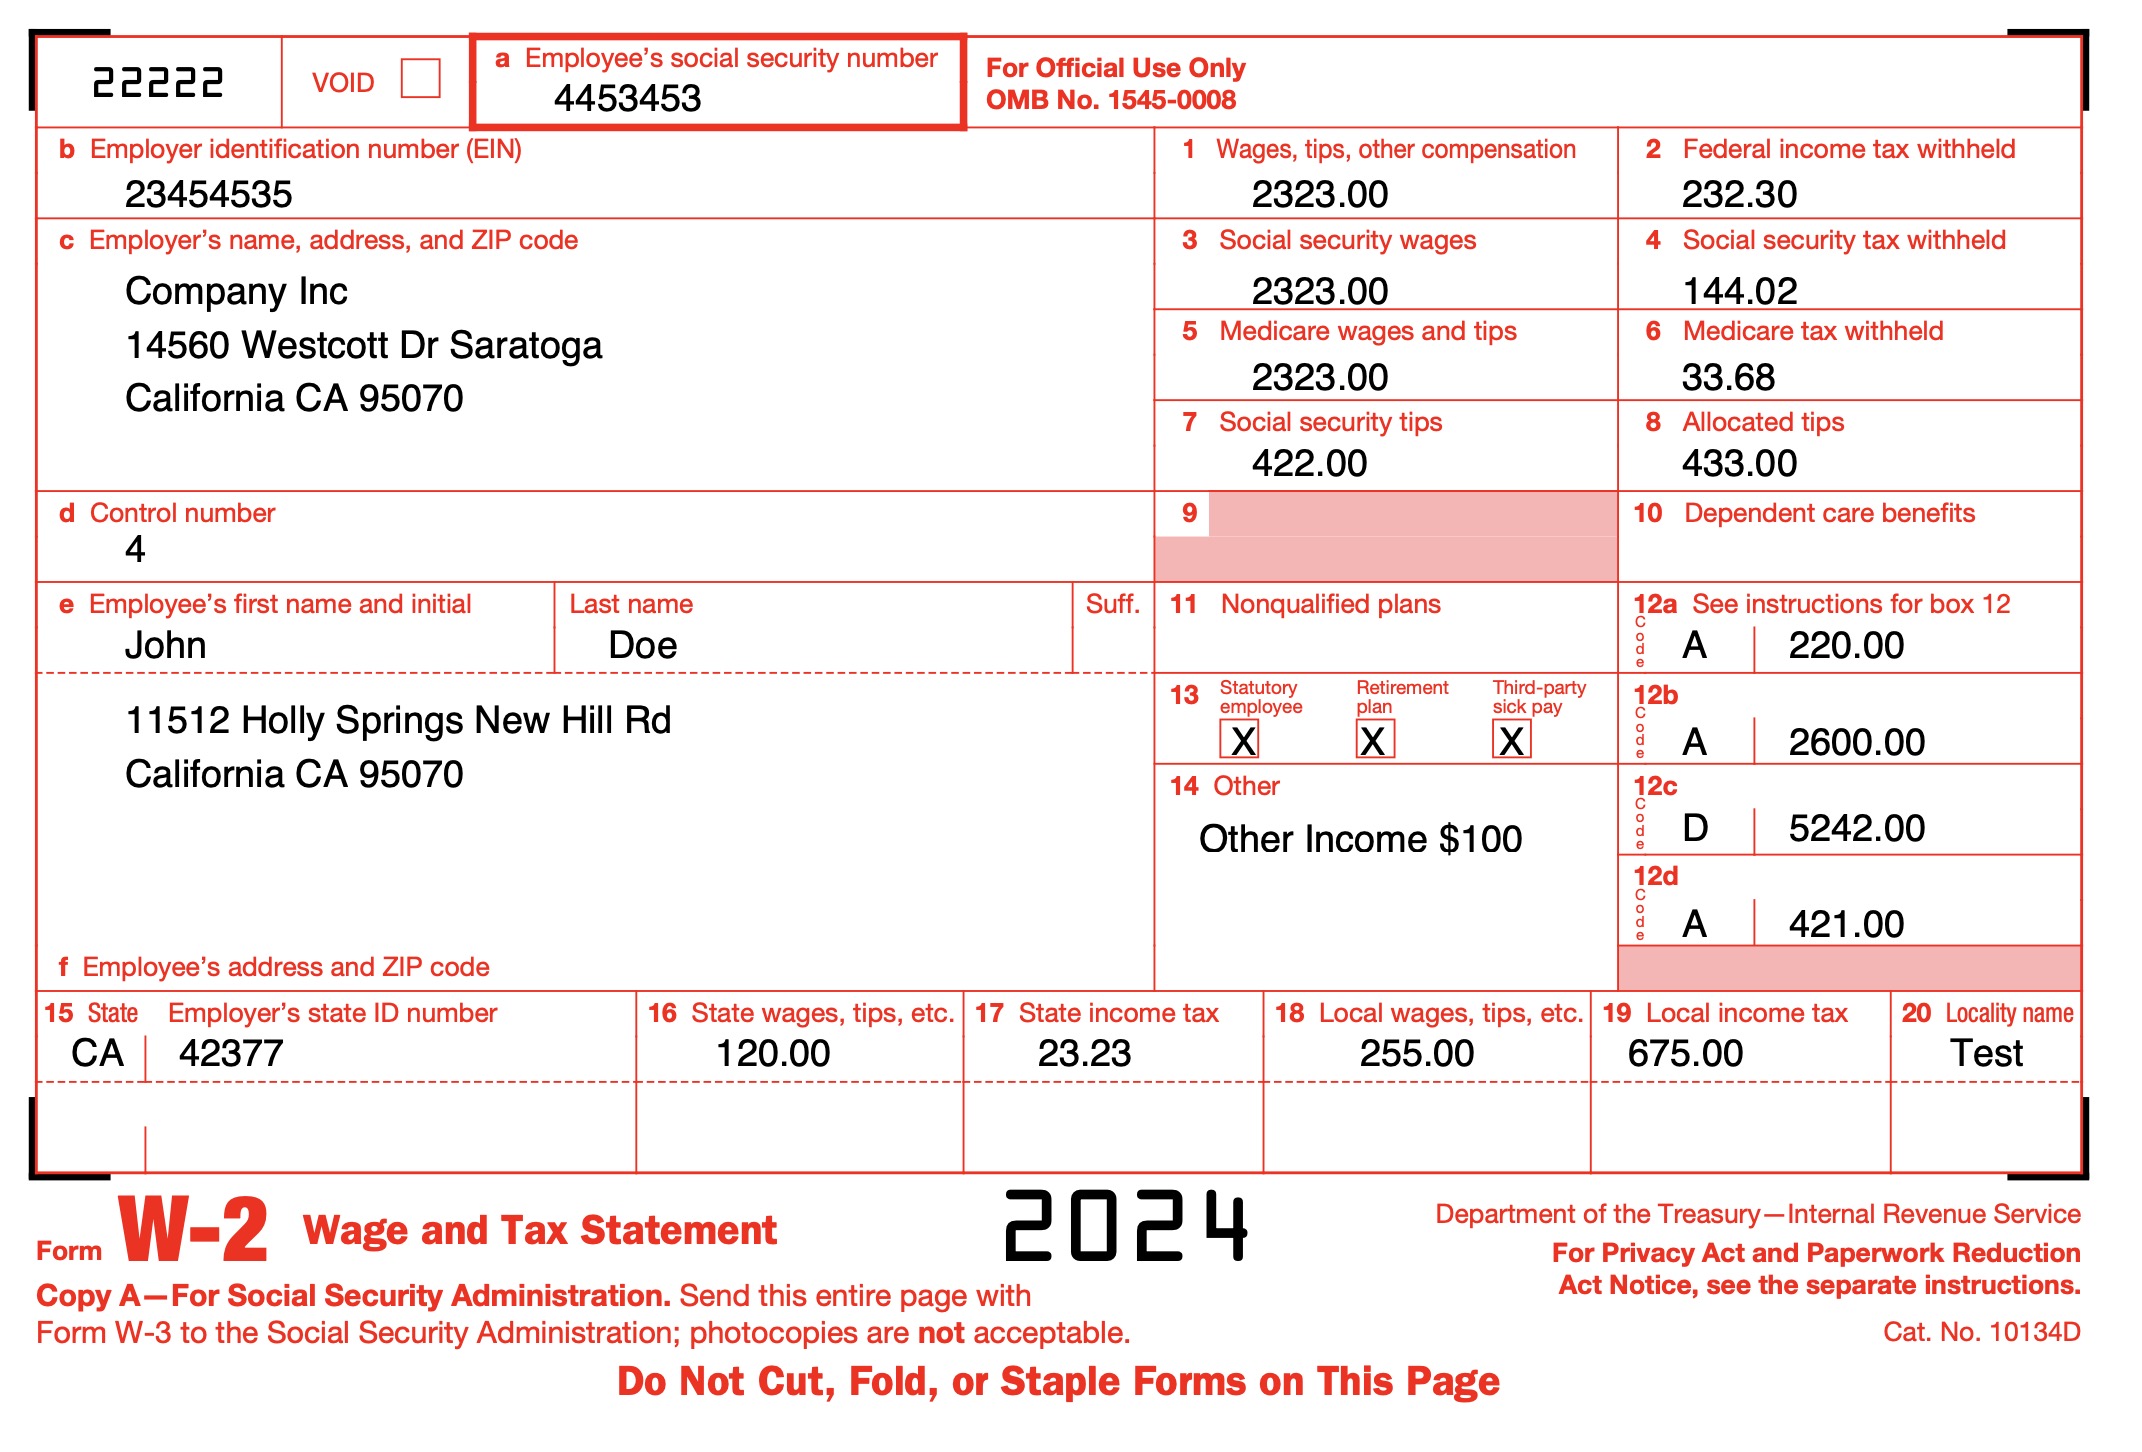 22222
VOID
a Employee's social security number
4453453
For Official Use Only
OMB No. 1545-0008
b Employer identification number (EIN)
23454535
1 Wages, tips, other compensation
2323.00
2 Federal income tax withheld
232.30
c Employer's name, address, and ZIP code
Company Inc
14560 Westcott Dr Saratoga
California CA 95070
3 Social security wages
2323.00
4 Social security tax withheld
144.02
5 Medicare wages and tips
2323.00
6 Medicare tax withheld
33.68
7 Social security tips
422.00
8 Allocated tips
433.00
d Control number
4
9
10 Dependent care benefits
e Employee's first name and initial
John
Last name
Doe
Suff.
11 Nonqualified plans
12a See instructions for box 12
Code
A 220.00
11512 Holly Springs New Hill Rd
California CA 95070
f Employee's address and ZIP code
13 Statutory employee
X
Retirement plan
X
Third-party sick pay
X
12b
Code
A 2600.00
14 Other
Other Income $100
12c
Code
D 5242.00
12d
Code
A 421.00
15 State
CA
Employer's state ID number
42377
16 State wages, tips, etc.
120.00
17 State income tax
23.23
18 Local wages, tips, etc.
255.00
19 Local income tax
675.00
20 Locality name
Test
Form W-2 Wage and Tax Statement
2024
Department of the Treasury—Internal Revenue Service
For Privacy Act and Paperwork Reduction
Act Notice, see the separate instructions.
Copy A—For Social Security Administration. Send this entire page with
Form W-3 to the Social Security Administration; photocopies are not acceptable.
Cat. No. 10134D
Do Not Cut, Fold, or Staple Forms on This Page